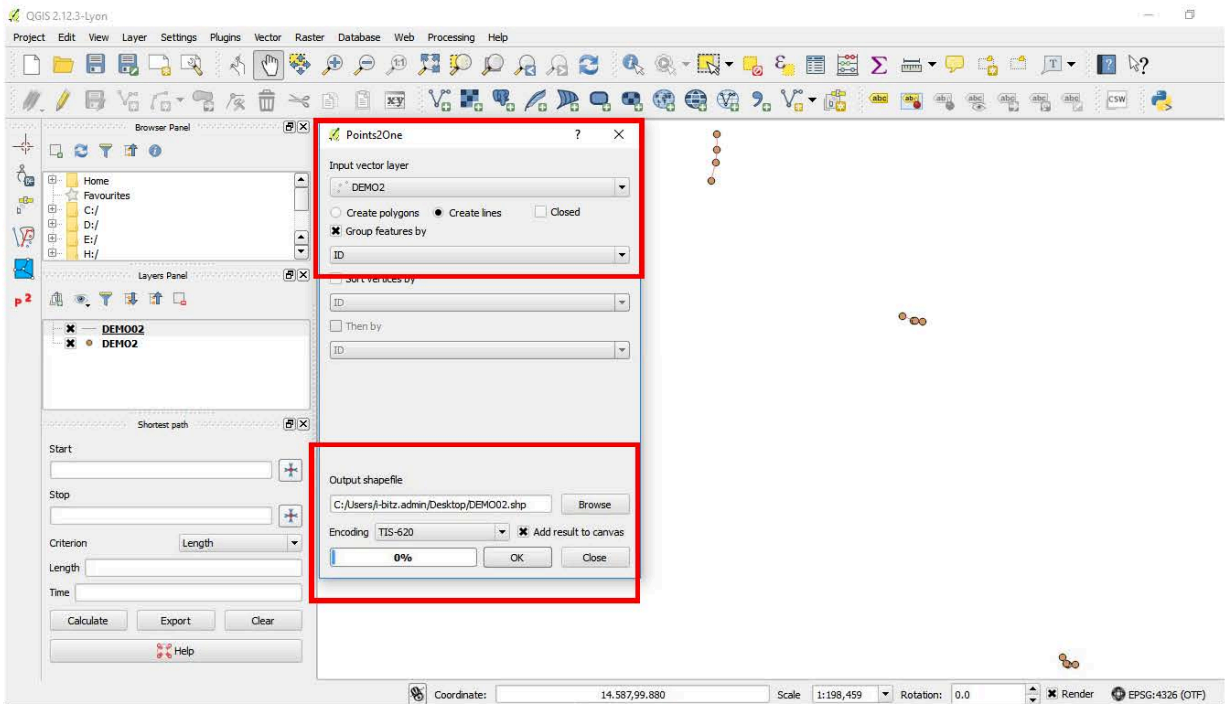 QGIS 2.12.3-Lyon
Project Edit View Layer Settings Plugins Vector Raster Database Web Processing Help
Browser Panel
Home
Favourites
C:/
D:/
E:/
H:/
Layers Panel
DEMO02
DEMO2
Shortest path
Start
Stop
Criterion Length
Length
Time
Calculate Export Clear
Help
Points2One ? ×
Input vector layer
DEMO2
Create polygons Create lines Closed
Group features by
ID
Sort vertices by
ID
Then by
ID
Output shapefile
C:/Users/i-bitz.admin/Desktop/DEMO02.shp Browse
Encoding TIS-620 Add result to canvas
0% OK Close
Coordinate: 14.587,99.880 Scale 1:198,459 Rotation: 0.0 Render EPSG:4326 (OTF)